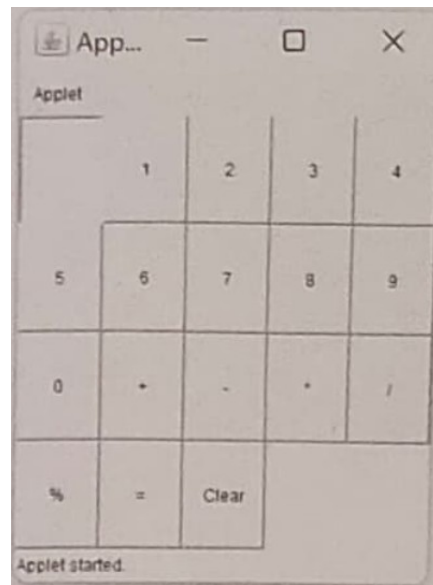 App...
Applet
1 2 3 4
5 6 7 8 9
0 + - * /
% = Clear
Applet started.